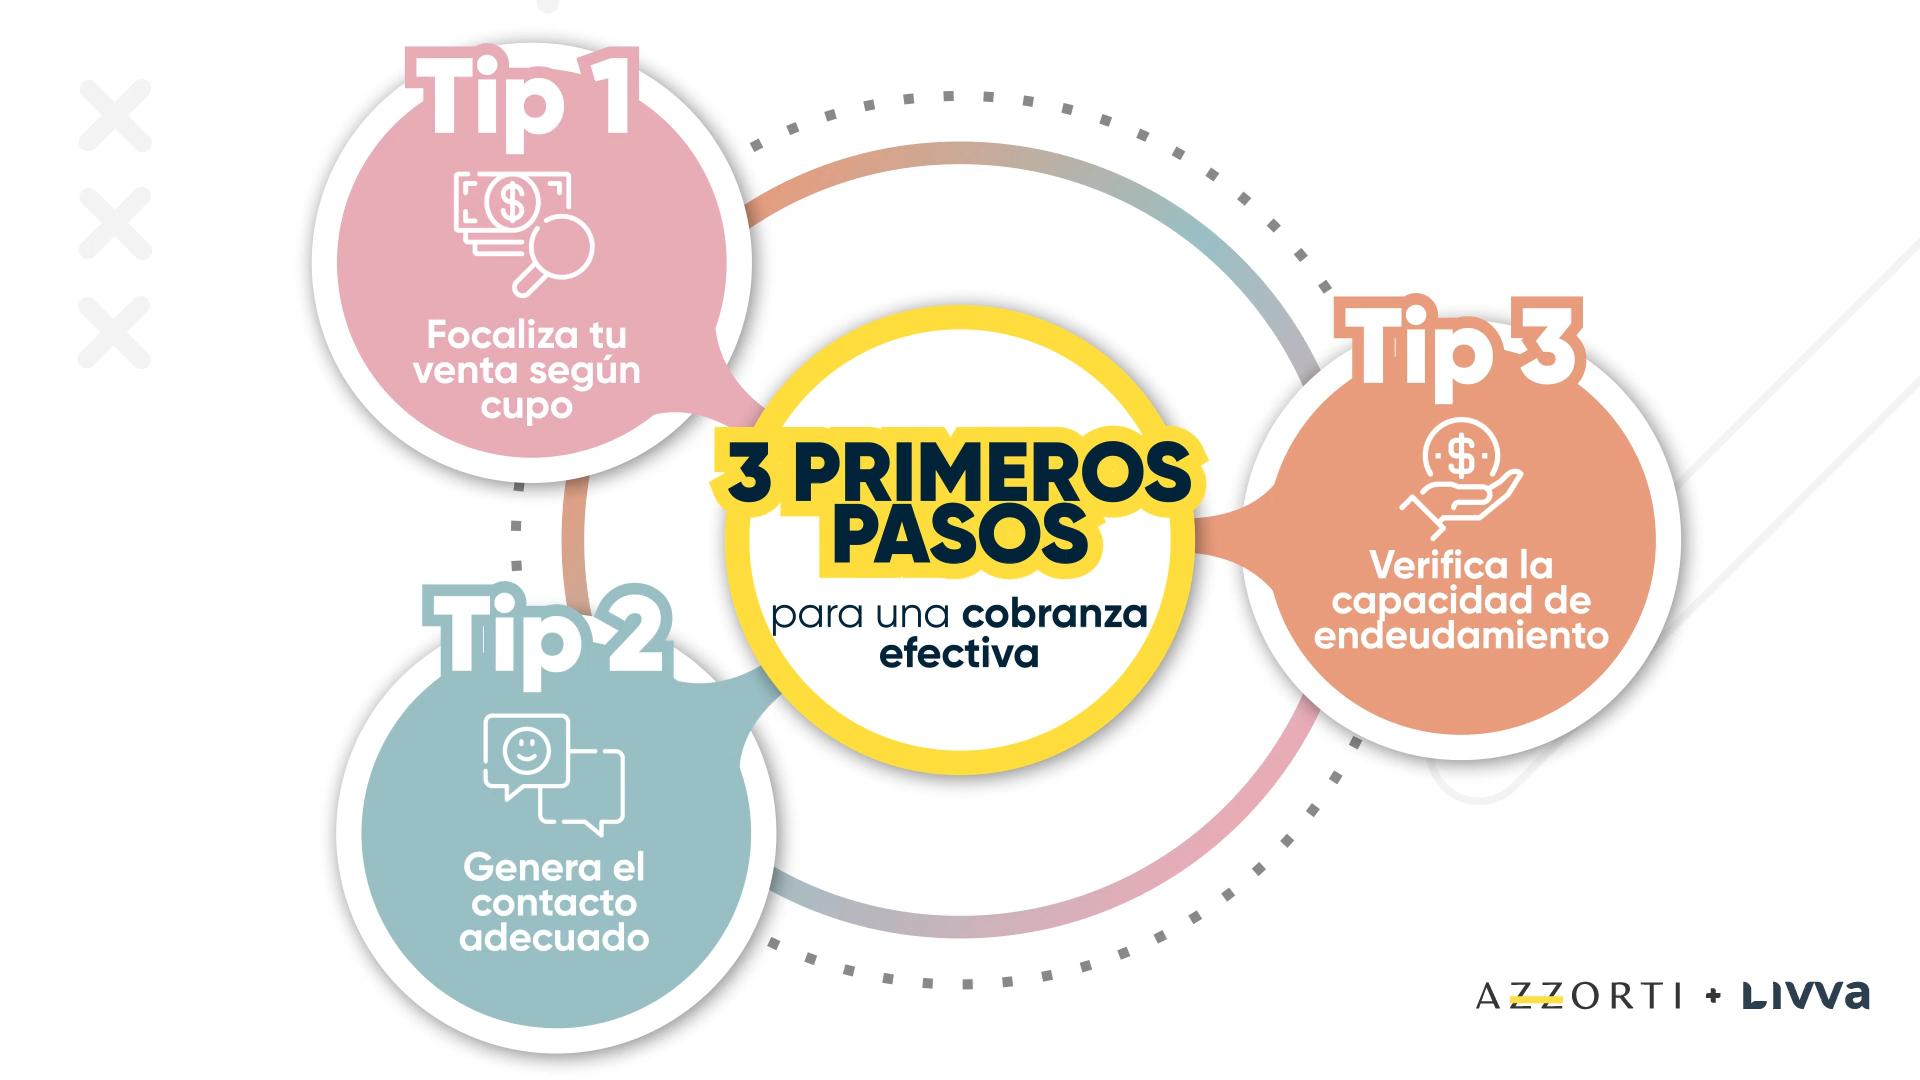 Tip 1
Focaliza tu
venta según
cupo
Tip 2
Genera el
contacto
adecuado
3 PRIMEROS
PASOS
para una cobranza
efectiva
Tip 3
Verifica la
capacidad de
endeudamiento
AZZORTI + LIVVa